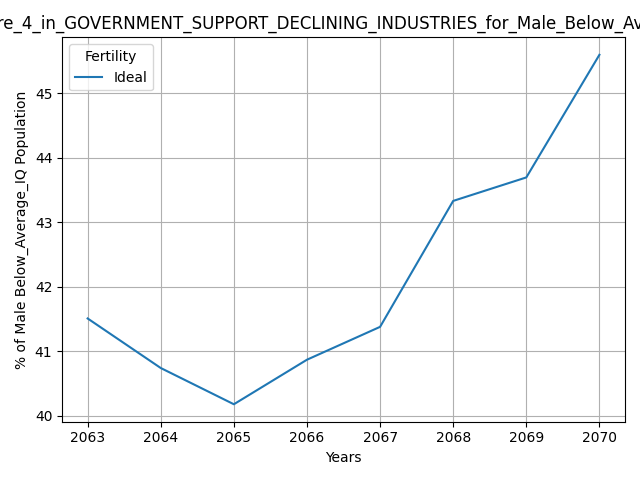 re_4_in_GOVERNMENT_SUPPORT_DECLINING_INDUSTRIES_for_Male_Below_Av
Fertility
Ideal
% of Male Below_Average_IQ Population
45
44
43
42
41
40
2063 2064 2065 2066 2067 2068 2069 2070
Years